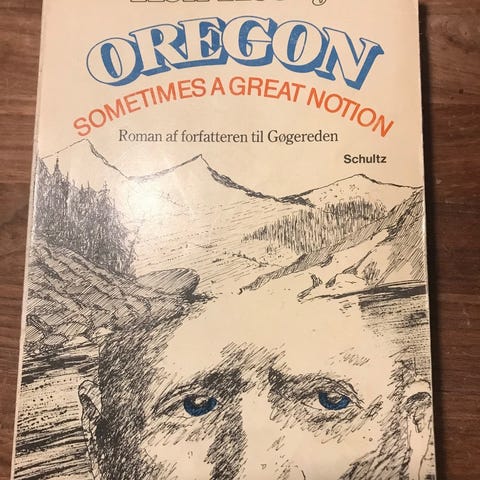 OREGON
SOMETIMES A GREAT NOTION
Roman af forfatteren til Gøgereden
Schultz